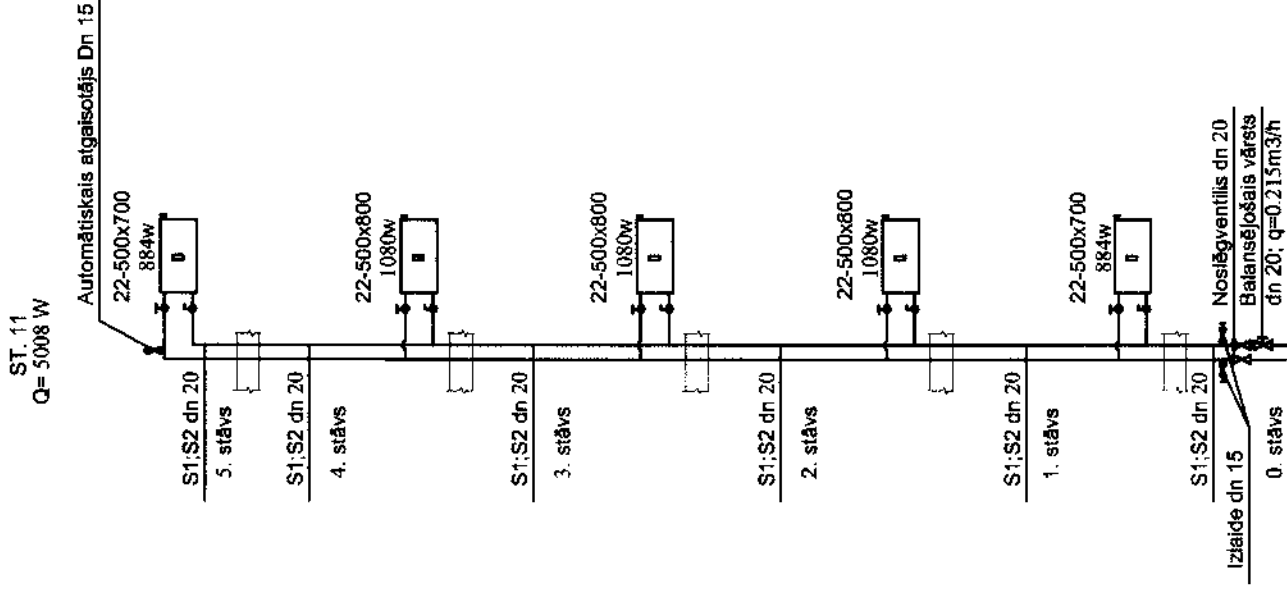 ST. 11
Q= 5008 W
Automātiskais atgaisotājs Dn 15
22-500x700
884w
S1;S2 dn 20
5. stāvs
22-500x800
1080w
S1;S2 dn 20
4. stāvs
22-500x800
1080w
S1;S2 dn 20
3. stāvs
22-500x800
1080w
S1;S2 dn 20
2. stāvs
22-500x700
884w
S1;S2 dn 20
1. stāvs
S1;S2 dn 20
Noslēgventilis dn 20
Balansējošais vārsts
dn 20; q=0.215m3/h
Izlaide dn 15
0. stāvs